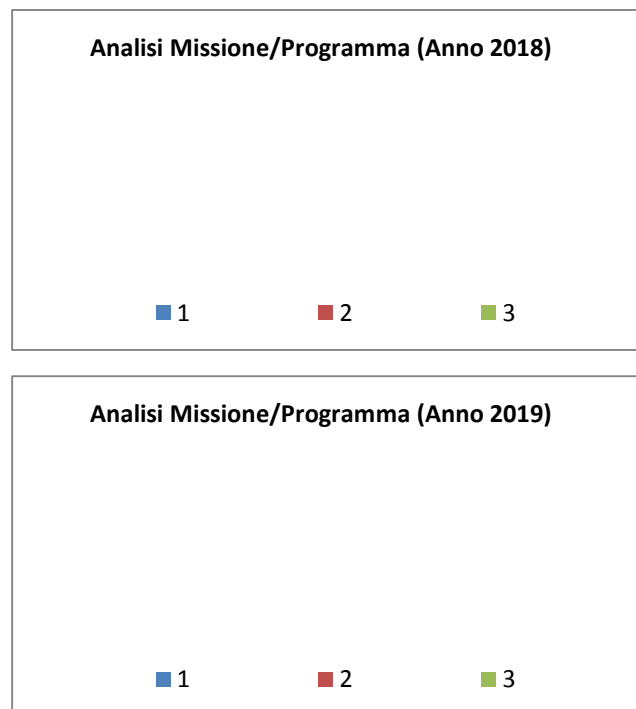 Analisi Missione/Programma (Anno 2018)
1 2 3
Analisi Missione/Programma (Anno 2019)
1 2 3